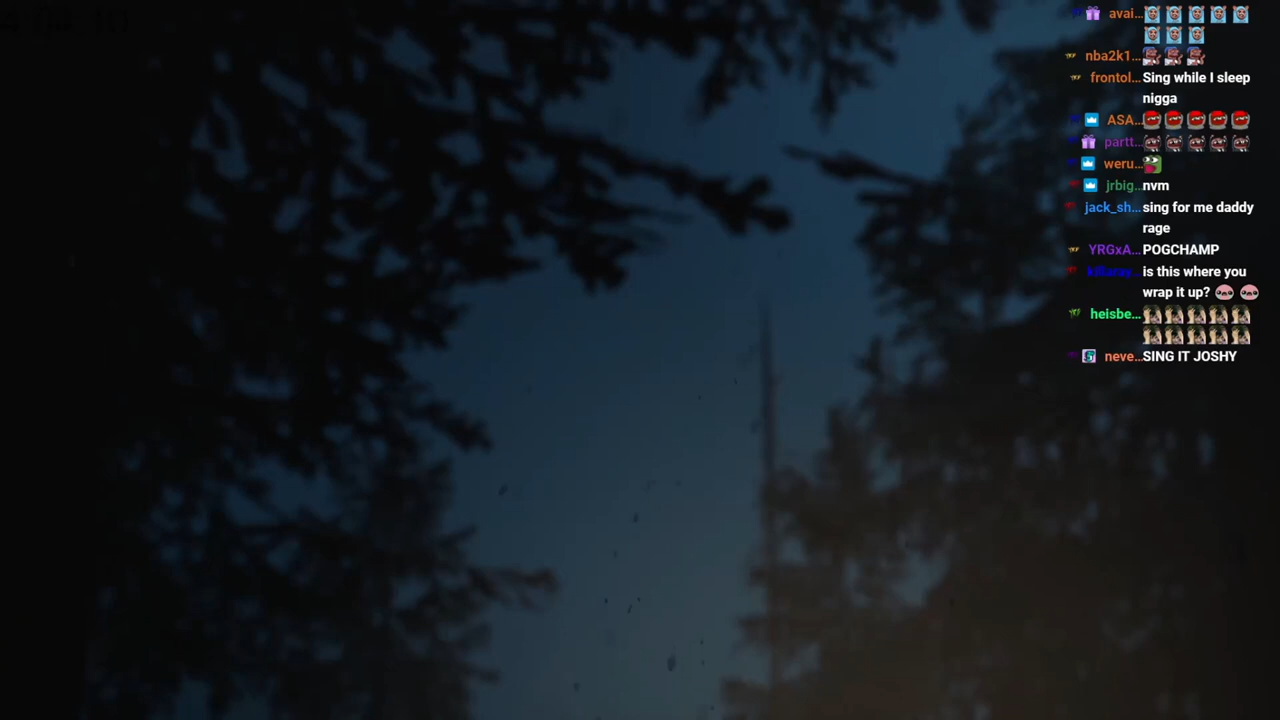 avai...
nba2k1...
frontol... Sing while I sleep
nigga
ASA...
partt...
weru...
jrbig... nvm
jack_sh... sing for me daddy
rage
YRGxA... POGCHAMP
is this where you
wrap it up?
heisbe...
neve... SING IT JOSHY